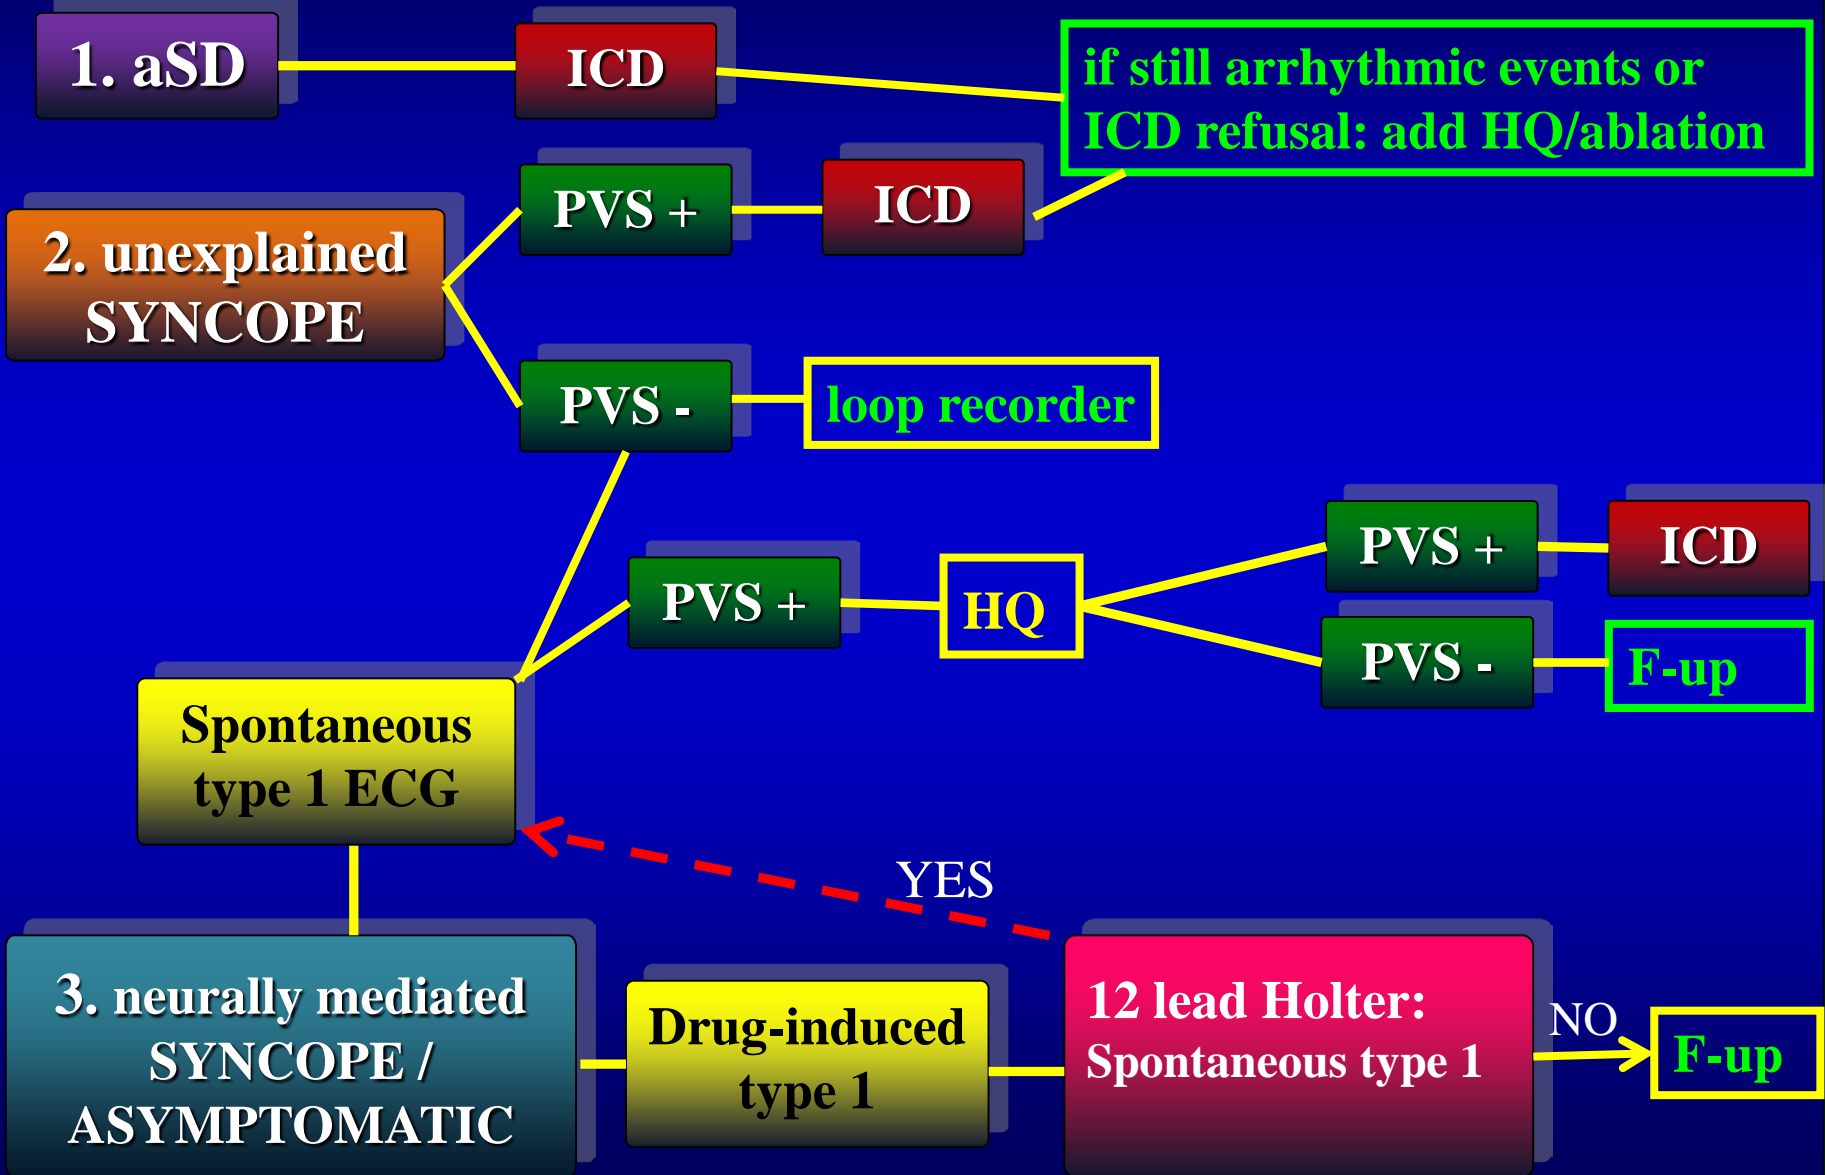 1. aSD
ICD
if still arrhythmic events or
ICD refusal: add HQ/ablation
PVS +
ICD
2. unexplained
SYNCOPE
PVS -
loop recorder
PVS +
ICD
PVS +
HQ
PVS -
F-up
Spontaneous
type 1 ECG
YES
3. neurally mediated
SYNCOPE /
ASYMPTOMATIC
Drug-induced
type 1
12 lead Holter:
Spontaneous type 1
NO
F-up